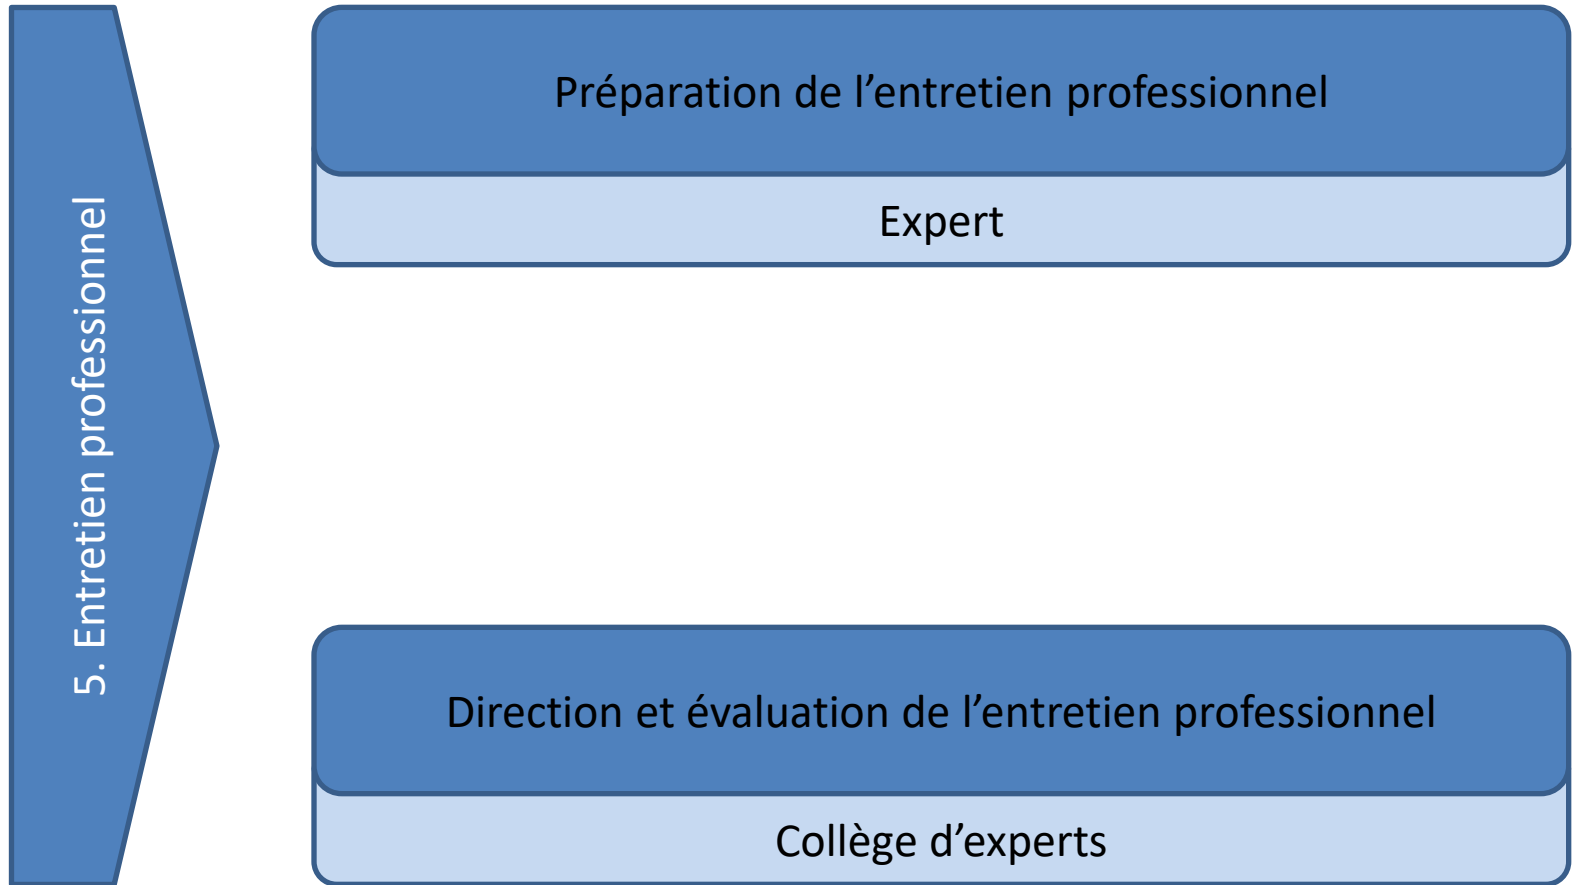 5. Entretien professionnel
Préparation de l’entretien professionnel
Expert
Direction et évaluation de l’entretien professionnel
Collège d’experts